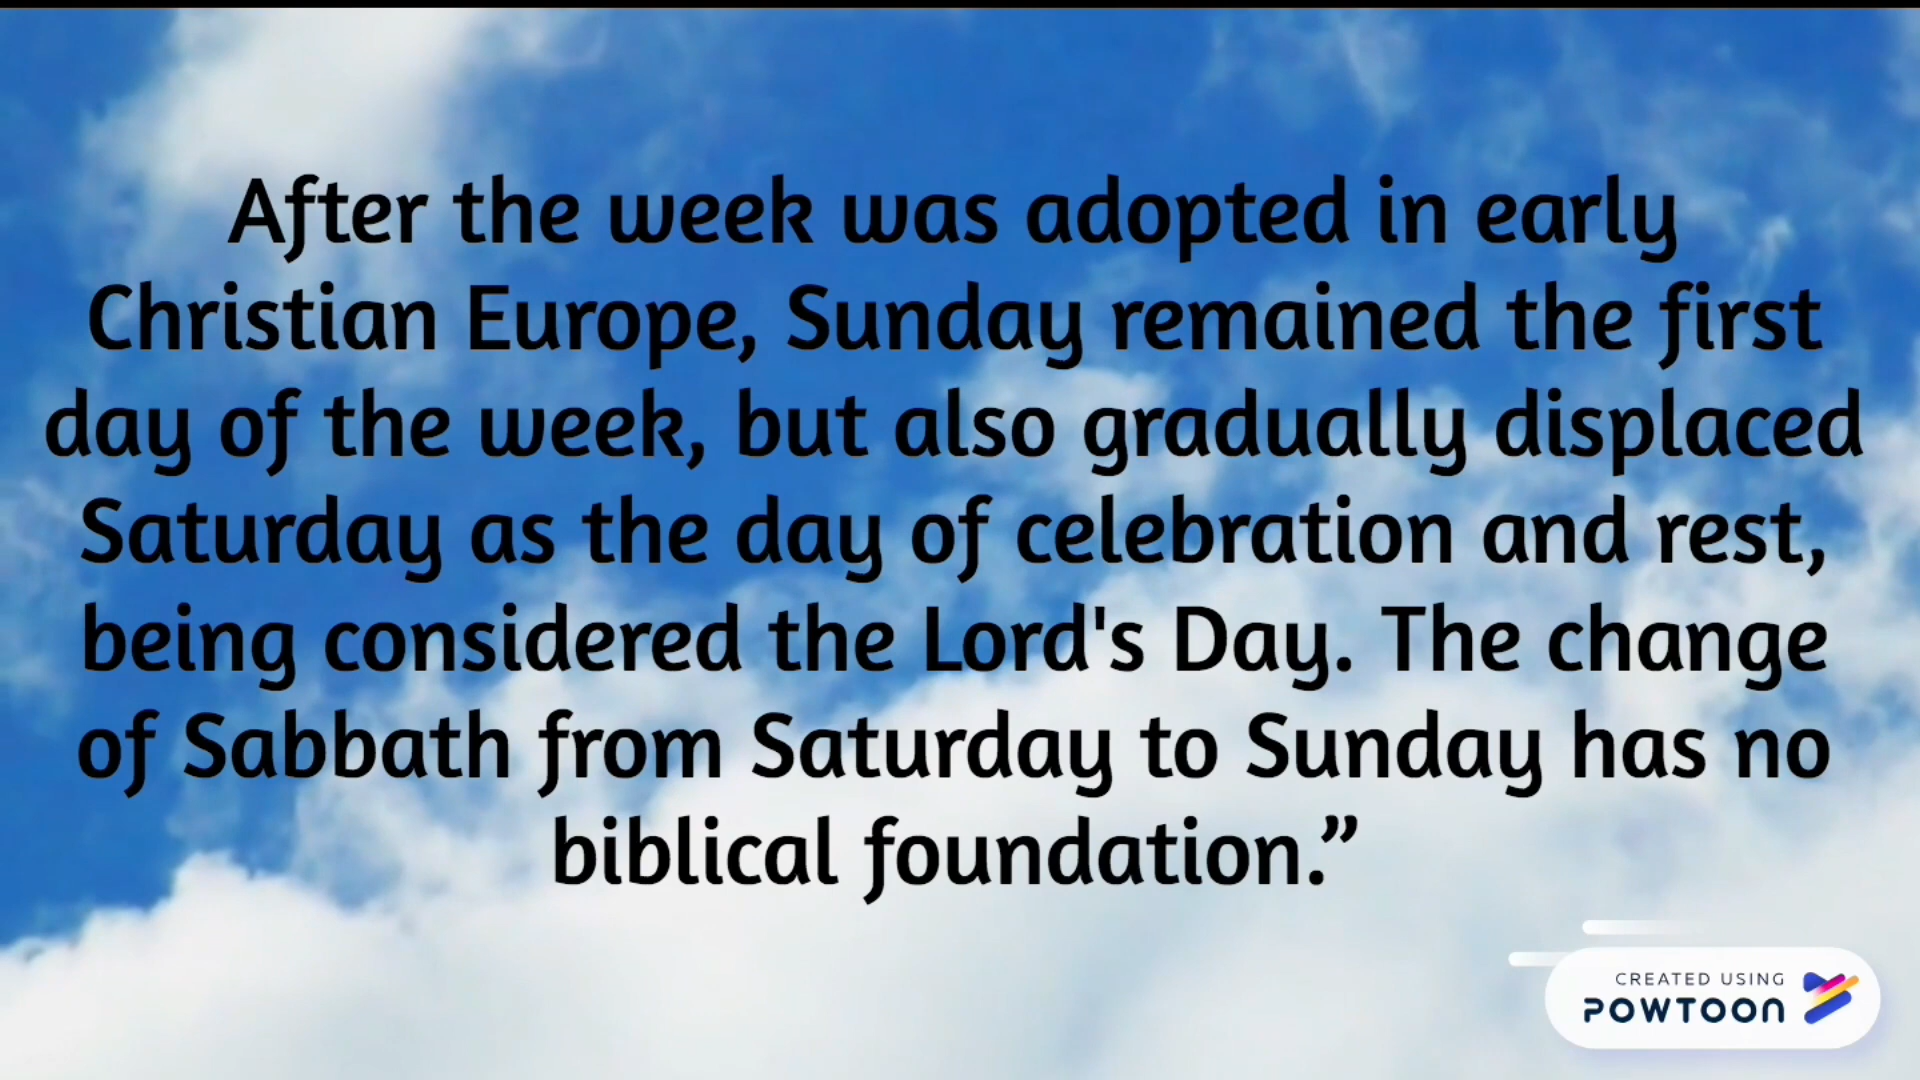 After the week was adopted in early
Christian Europe, Sunday remained the first
day of the week, but also gradually displaced
Saturday as the day of celebration and rest,
being considered the Lord's Day. The change
of Sabbath from Saturday to Sunday has no
biblical foundation.”
CREATED USING
POWTOON